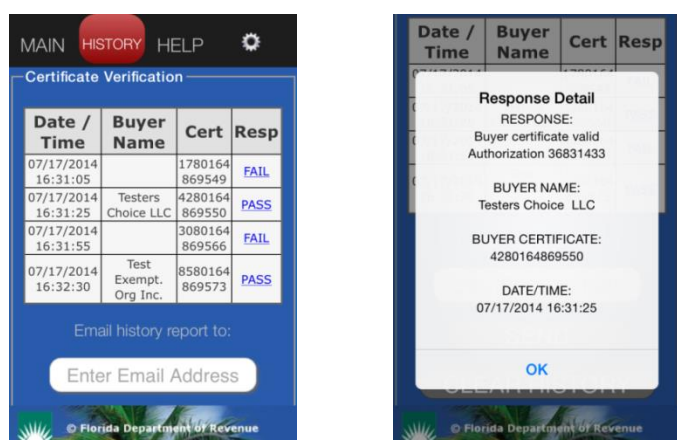 MAIN HISTORY HELP
Certificate Verification
Date / Time Buyer Name Cert Resp
07/17/2014 16:31:05 1780164 869549 FAIL
07/17/2014 16:31:25 Testers Choice LLC 4280164 869550 PASS
07/17/2014 16:31:55 3080164 869566 FAIL
07/17/2014 16:32:30 Test Exempt. Org Inc. 8580164 869573 PASS
Email history report to:
Enter Email Address
© Florida Department of Revenue
Date / Time Buyer Name Cert Resp
Response Detail
RESPONSE:
Buyer certificate valid
Authorization 36831433
BUYER NAME:
Testers Choice LLC
BUYER CERTIFICATE:
4280164869550
DATE/TIME:
07/17/2014 16:31:25
OK
CLEAR HISTORY
© Florida Department of Revenue